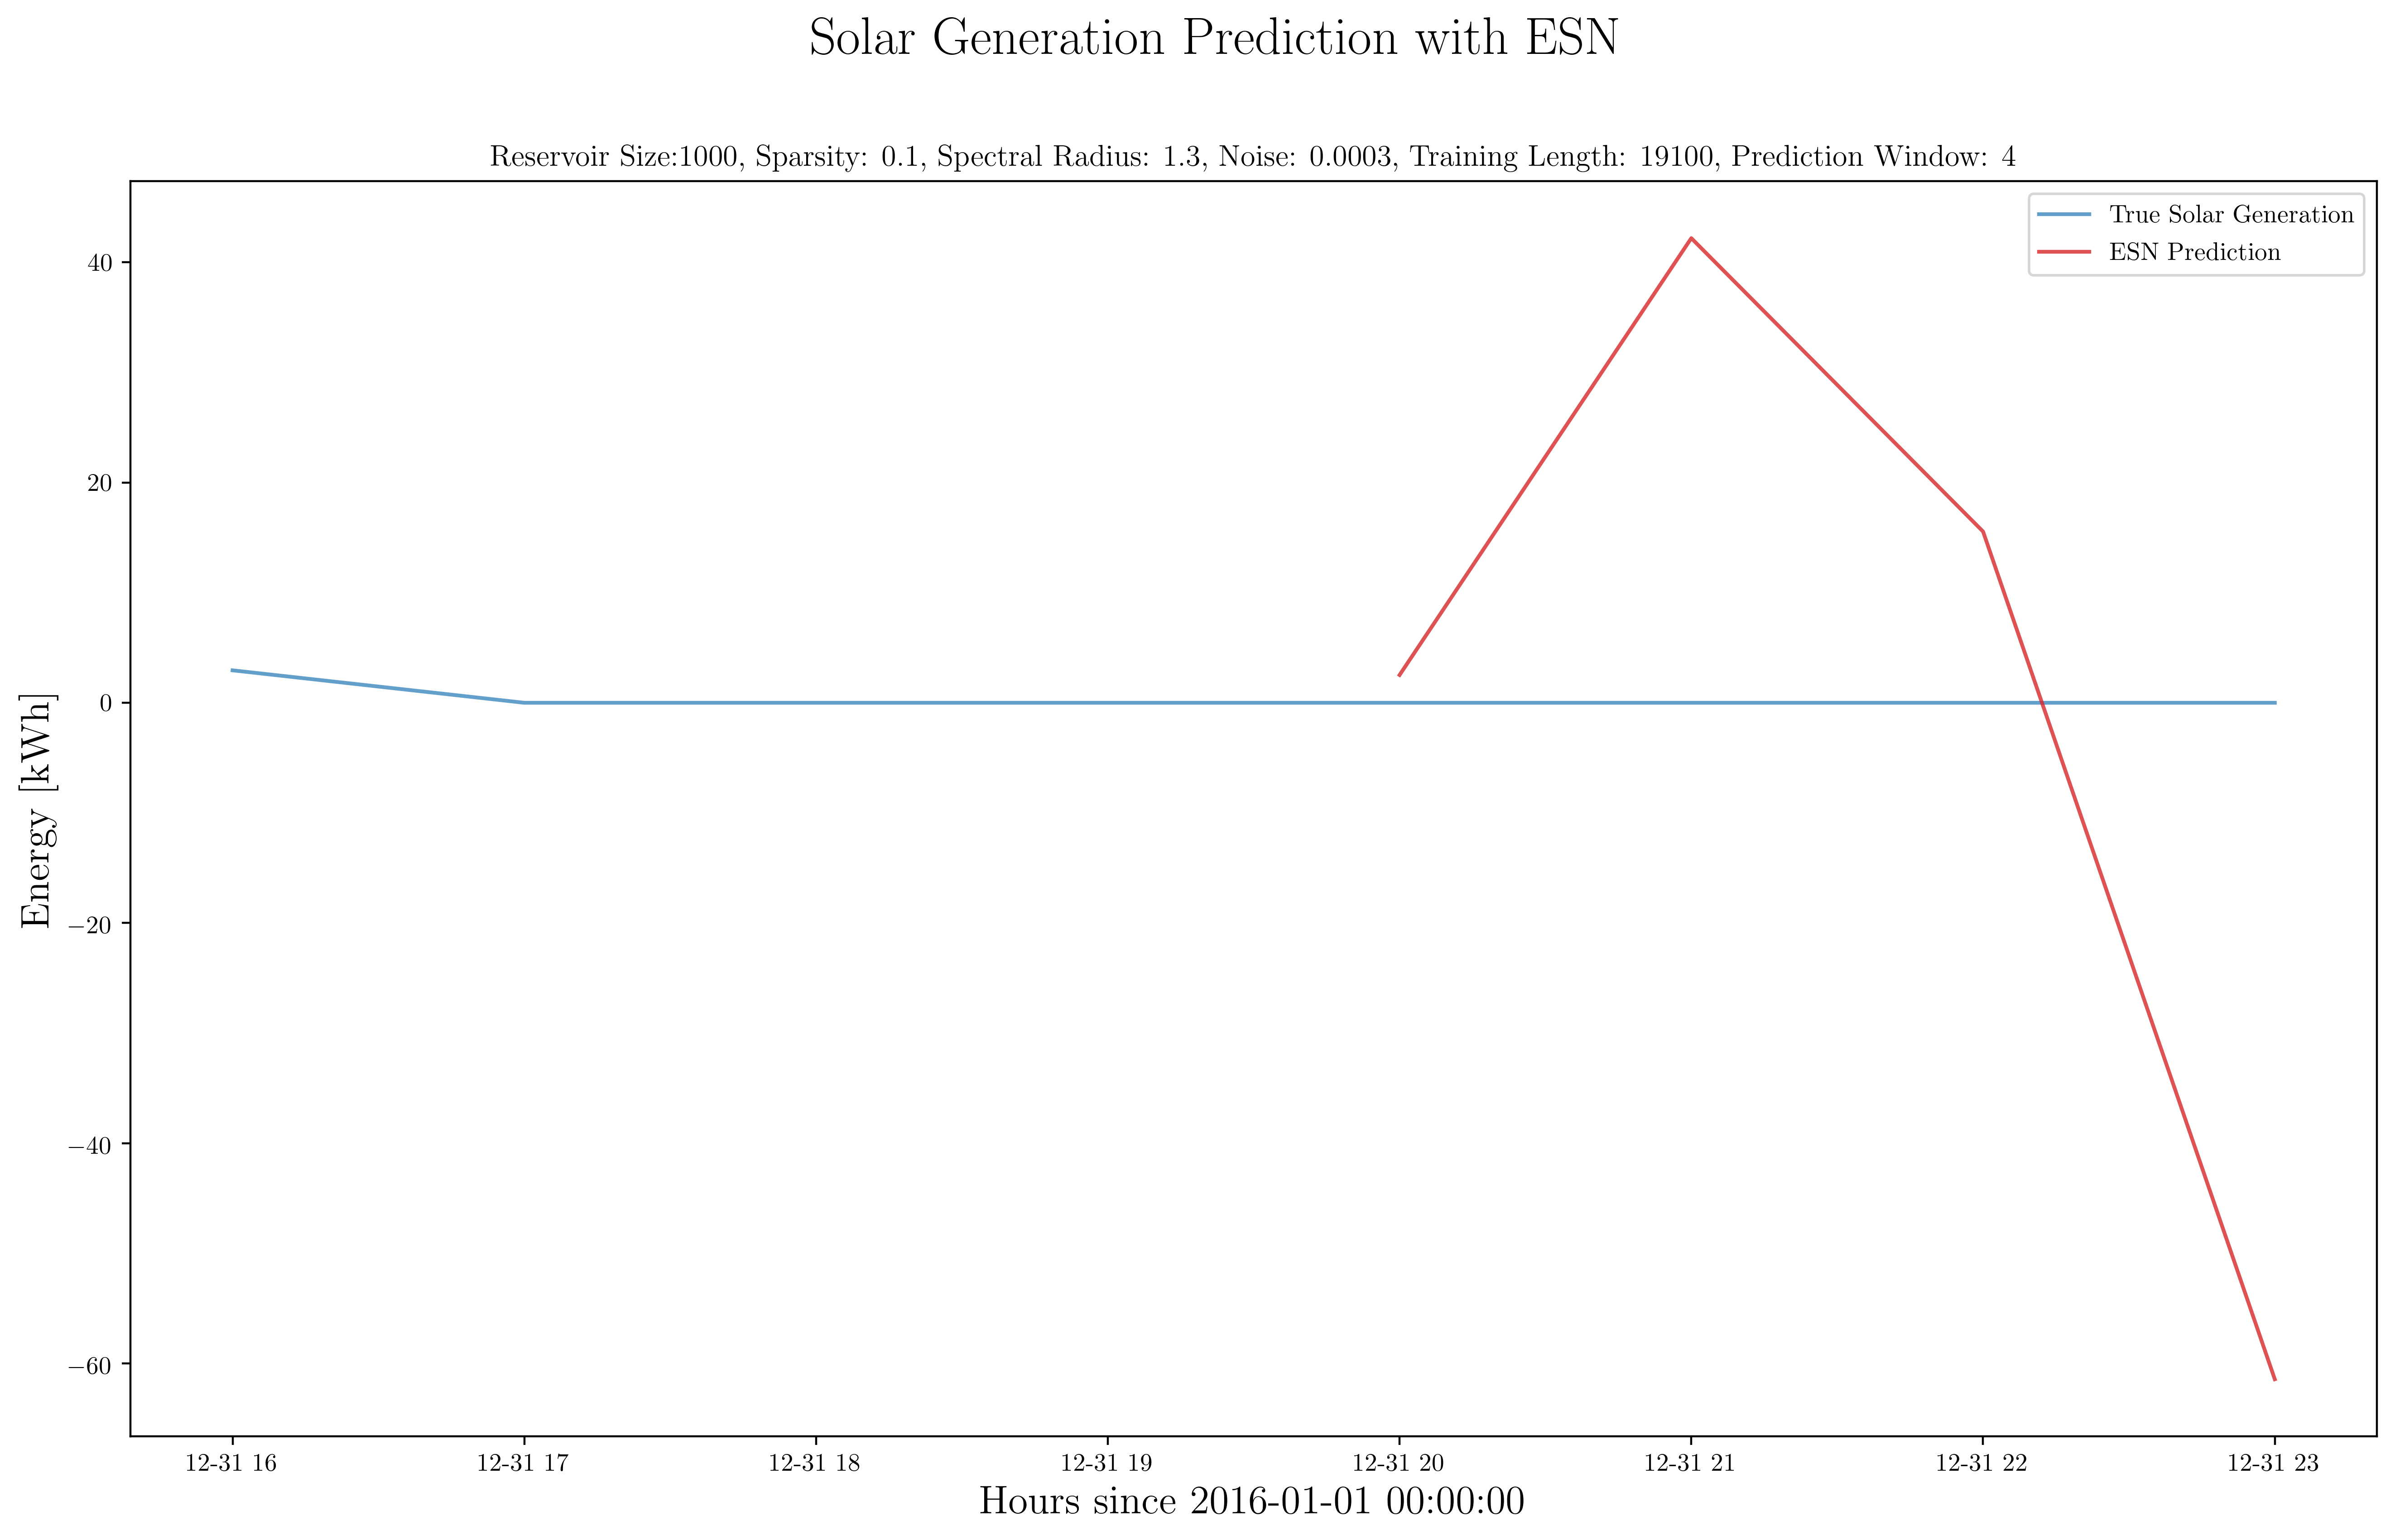 Solar Generation Prediction with ESN
Reservoir Size:1000, Sparsity: 0.1, Spectral Radius: 1.3, Noise: 0.0003, Training Length: 19100, Prediction Window: 4
True Solar Generation
ESN Prediction
40
20
0
−20
−40
−60
Energy [kWh]
12-31 16 12-31 17 12-31 18 12-31 19 12-31 20 12-31 21 12-31 22 12-31 23
Hours since 2016-01-01 00:00:00